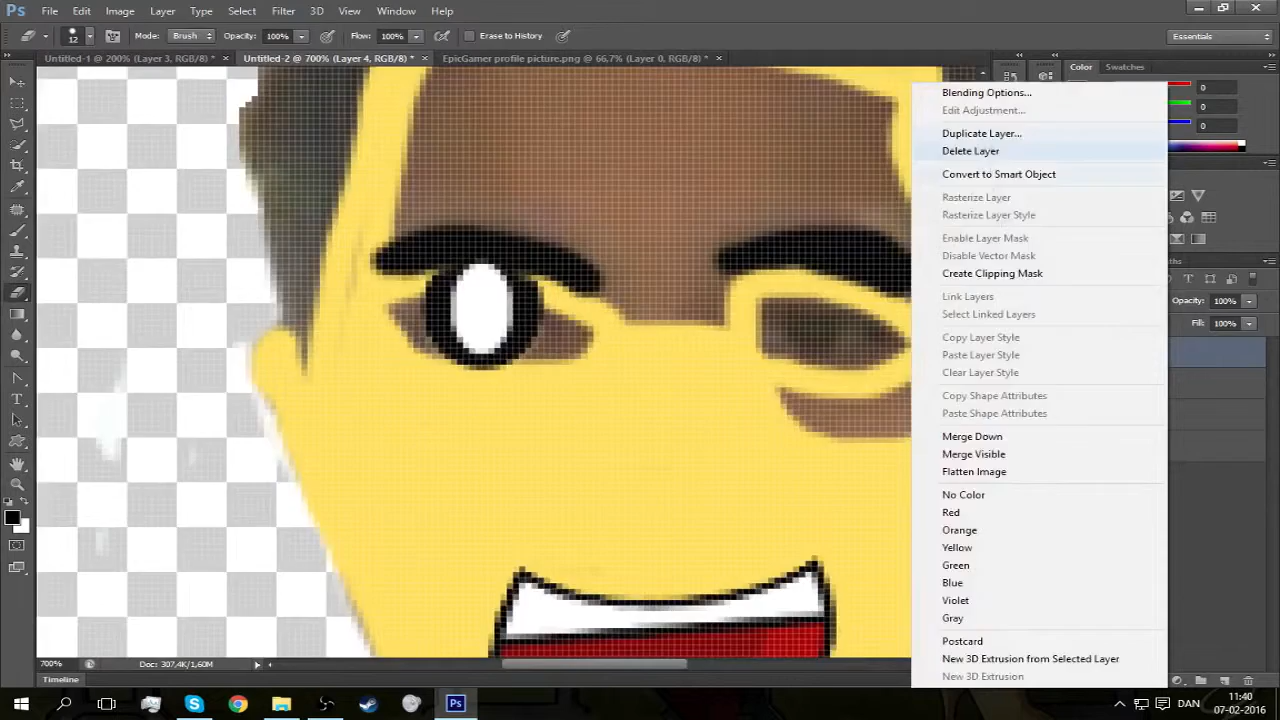 Ps File Edit Image Layer Type Select Filter 3D View Window Help
12 Mode: Brush Opacity: 100% Flow: 100% Erase to History Essentials
Untitled-1 @ 200% (Layer 3, RGB/8) * × Untitled-2 @ 700% (Layer 4, RGB/8) * × EpicGamer profile picture.png @ 66,7% (Layer 0, RGB/8) * ×
Color Swatches
0
0
0
Blending Options...
Edit Adjustment...
Duplicate Layer...
Delete Layer
Convert to Smart Object
Rasterize Layer
Rasterize Layer Style
Enable Layer Mask
Disable Vector Mask
Create Clipping Mask
Link Layers
Select Linked Layers
Copy Layer Style
Paste Layer Style
Clear Layer Style
Copy Shape Attributes
Paste Shape Attributes
Merge Down
Merge Visible
Flatten Image
No Color
Red
Orange
Yellow
Green
Blue
Violet
Gray
Postcard
New 3D Extrusion from Selected Layer
New 3D Extrusion
Opacity: 100%
Fill: 100%
700% Doc: 307,4K/1,60M
Timeline
Ps DAN 11:40
07-02-2016